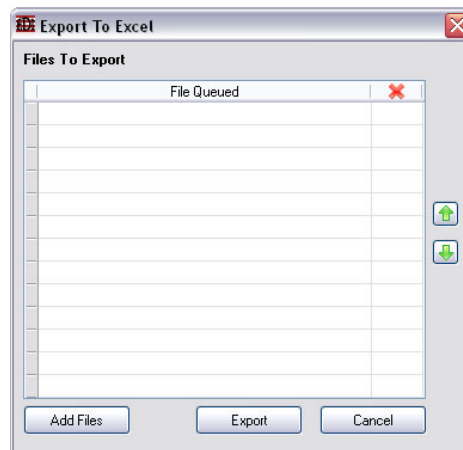 Export To Excel
Files To Export
File Queued
Add Files
Export
Cancel